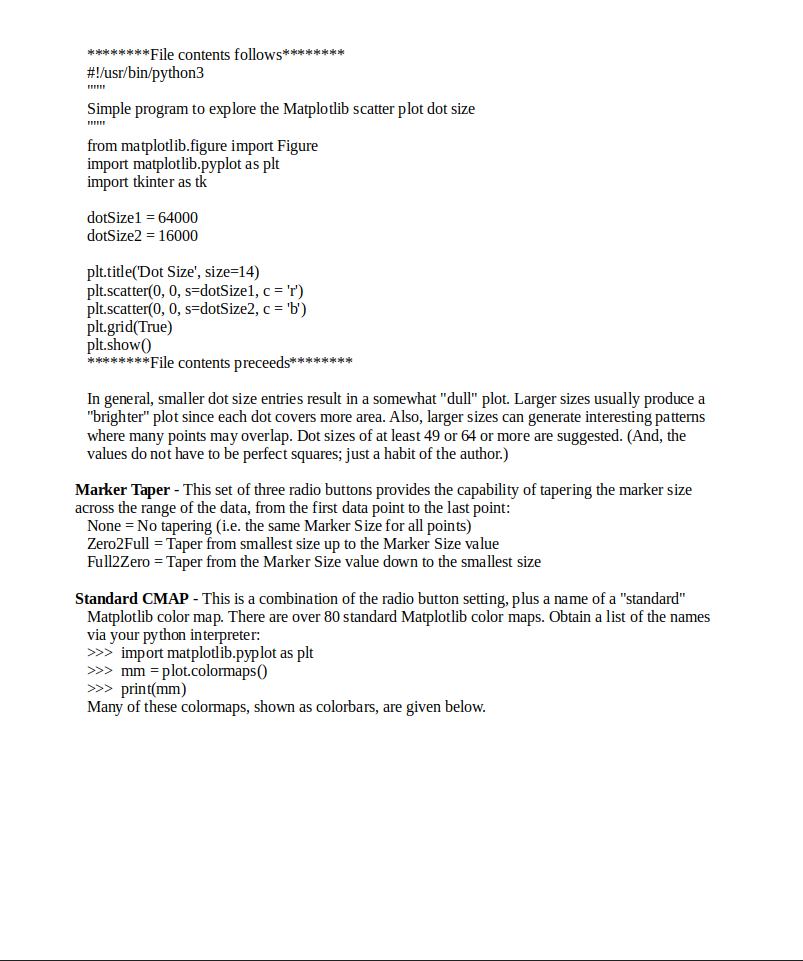 ********File contents follows********
#!/usr/bin/python3
"""
Simple program to explore the Matplotlib scatter plot dot size
"""
from matplotlib.figure import Figure
import matplotlib.pyplot as plt
import tkinter as tk
dotSize1 = 64000
dotSize2 = 16000
plt.title('Dot Size', size=14)
plt.scatter(0, 0, s=dotSize1, c = 'r')
plt.scatter(0, 0, s=dotSize2, c = 'b')
plt.grid(True)
plt.show()
********File contents preceeds********
In general, smaller dot size entries result in a somewhat "dull" plot. Larger sizes usually produce a
"brighter" plot since each dot covers more area. Also, larger sizes can generate interesting patterns
where many points may overlap. Dot sizes of at least 49 or 64 or more are suggested. (And, the
values do not have to be perfect squares; just a habit of the author.)
Marker Taper - This set of three radio buttons provides the capability of tapering the marker size
across the range of the data, from the first data point to the last point:
None = No tapering (i.e. the same Marker Size for all points)
Zero2Full = Taper from smallest size up to the Marker Size value
Full2Zero = Taper from the Marker Size value down to the smallest size
Standard CMAP - This is a combination of the radio button setting, plus a name of a "standard"
Matplotlib color map. There are over 80 standard Matplotlib color maps. Obtain a list of the names
via your python interpreter:
>>> import matplotlib.pyplot as plt
>>> mm = plot.colormaps()
>>> print(mm)
Many of these colormaps, shown as colorbars, are given below.